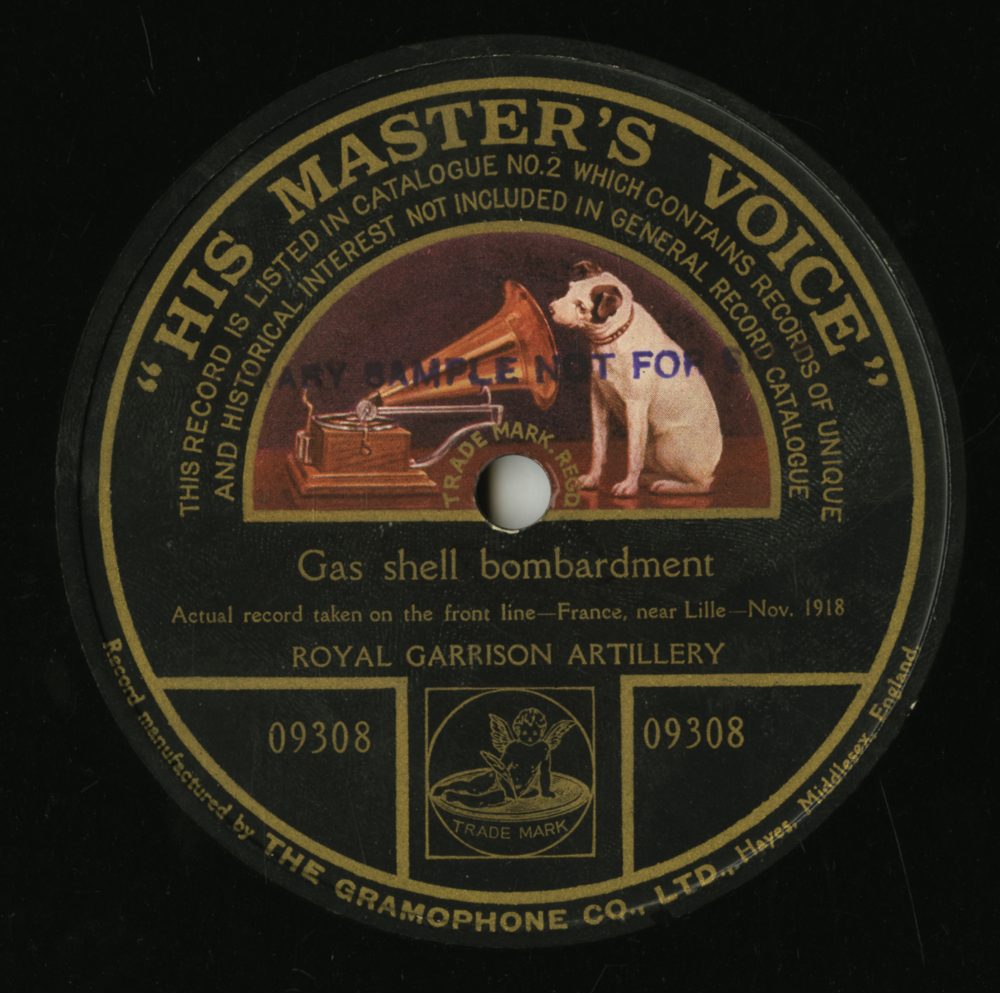 “HIS MASTER’S VOICE”
THIS RECORD IS LISTED IN CATALOGUE NO.2 WHICH CONTAINS RECORDS OF UNIQUE
AND HISTORICAL INTEREST NOT INCLUDED IN GENERAL RECORD CATALOGUE
SAMPLE NOT FOR
TRADE MARK. REGD
Gas shell bombardment
Actual record taken on the front line—France, near Lille—Nov. 1918
ROYAL GARRISON ARTILLERY
09308
09308
TRADE MARK
Record manufactured by THE GRAMOPHONE CO., LTD., Hayes, Middlesex, England